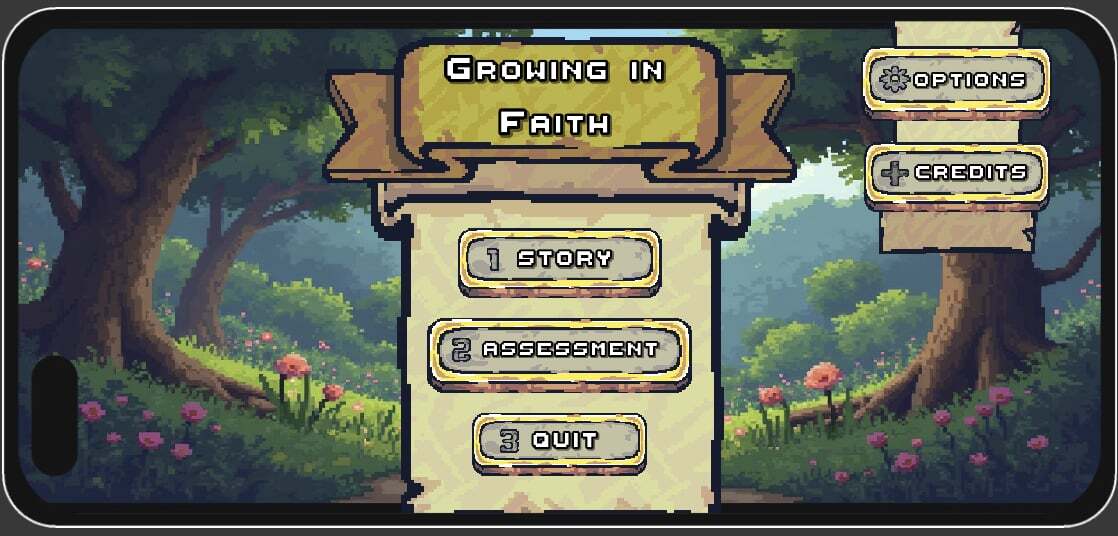 Growing in
Faith
OPTIONS
CREDITS
1 STORY
2 ASSESSMENT
3 QUIT